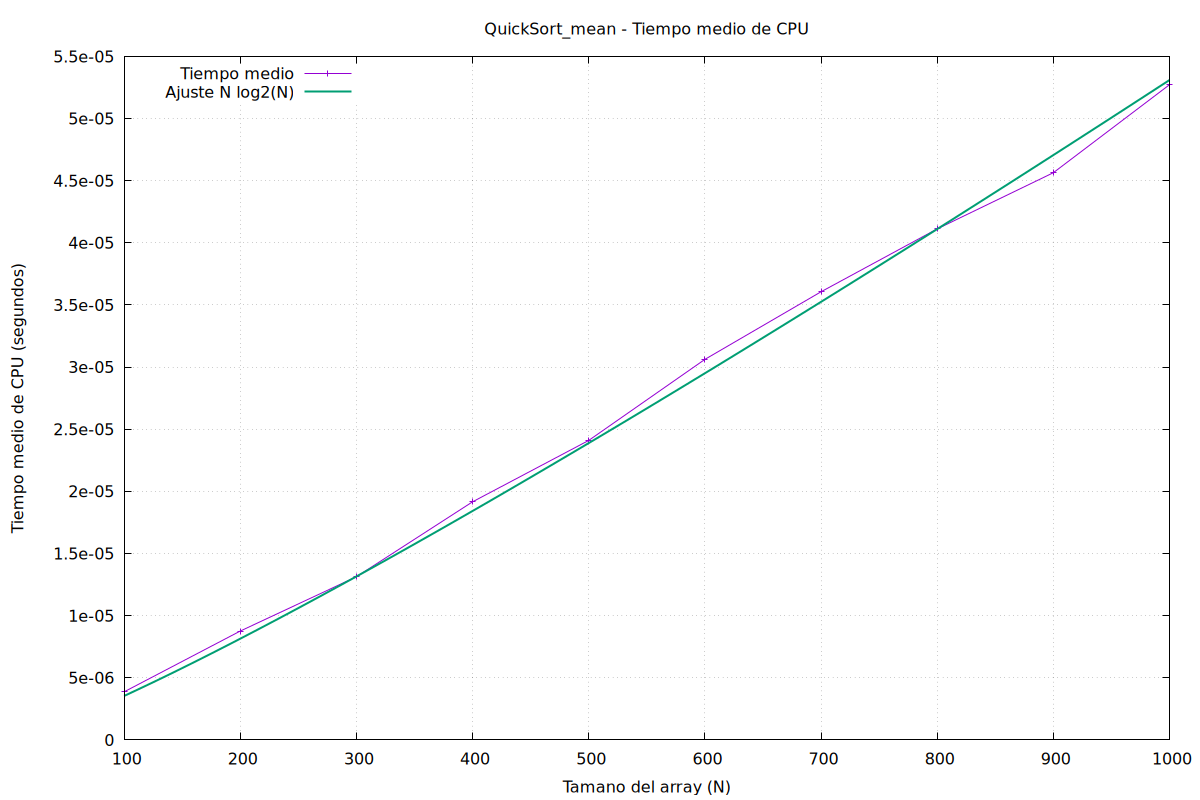 QuickSort_mean - Tiempo medio de CPU
5.5e-05
5e-05
4.5e-05
4e-05
3.5e-05
3e-05
2.5e-05
2e-05
1.5e-05
1e-05
5e-06
0
Tiempo medio
Ajuste N log2(N)
Tiempo medio de CPU (segundos)
100 200 300 400 500 600 700 800 900 1000
Tamano del array (N)